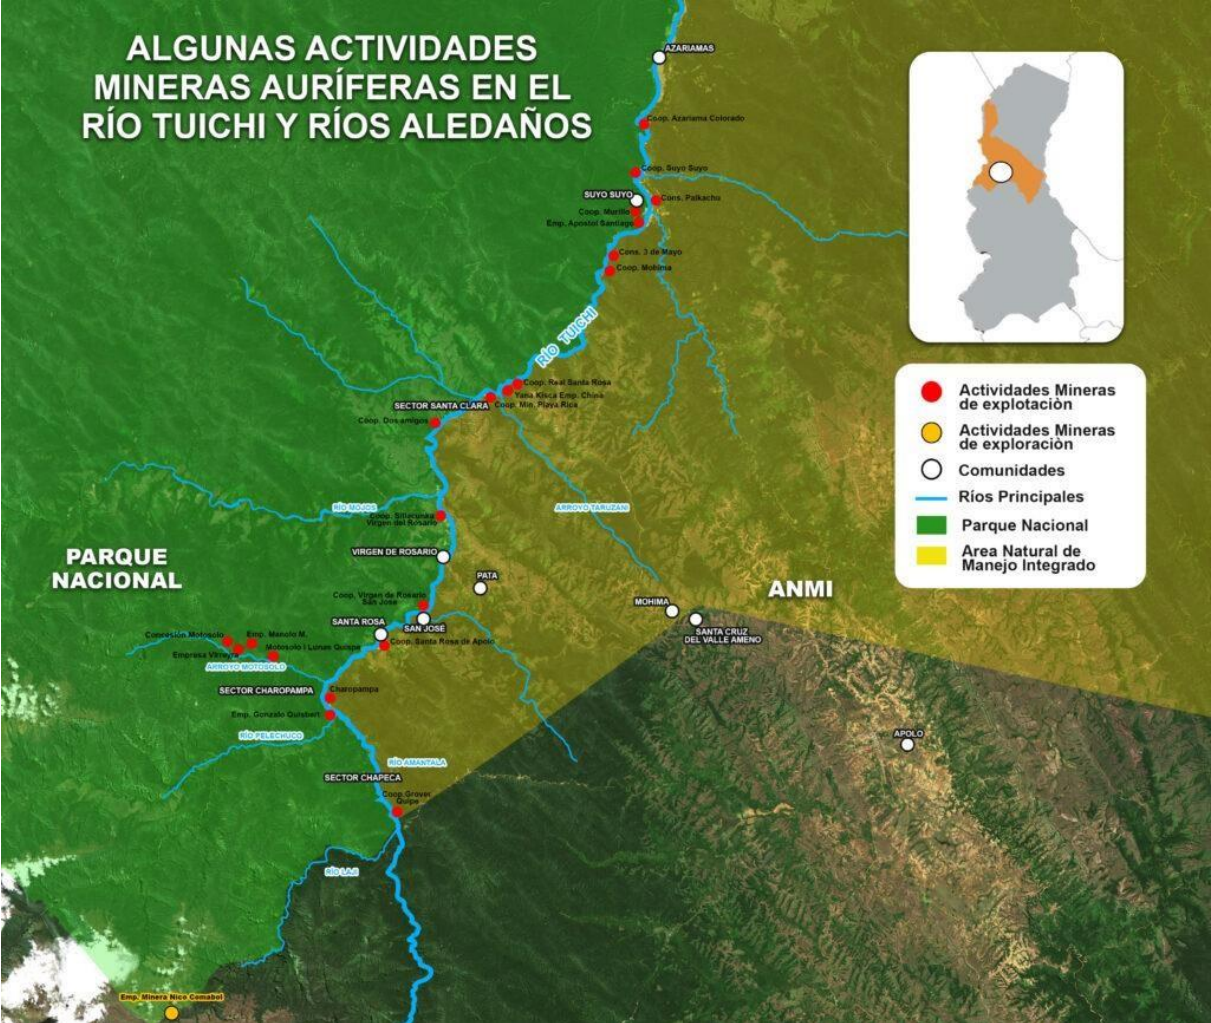 ALGUNAS ACTIVIDADES
MINERAS AURÍFERAS EN EL
RÍO TUICHI Y RÍOS ALEDAÑOS
AZARIAMAS
Coop. Azariama Colorado
Coop. Suyo Suyo
SUYO SUYO
Cons. Palkachu
Coop. Murillo
Emp. Apostol Santiago
Cons. 3 de Mayo
Coop. Mohima
RÍO TUICHI
Coop. Real Santa Rosa
Yana Kisca Emp. China
SECTOR SANTA CLARA
Coop. Min. Playa Rica
Coop. Dos amigos
RÍO MOJOS
ARROYO TARUZANI
Virgen del Rosario
VIRGEN DE ROSARIO
PARQUE
NACIONAL
PATA
ANMI
Coop. Virgen de Rosario
San Jose
MOHIMA
SANTA ROSA
SAN JOSÉ
SANTA CRUZ
DEL VALLE AMENO
Concesión Motosolo
Emp. Manolo M.
Coop. Santa Rosa de Apolo
Empresa Virreyra
Motosolo I Lunas Quispe
ARROYO MOTOSOLO
SECTOR CHAROPAMPA
Charopampa
Emp. Gonzalo Quisbert
RÍO PELECHUCO
APOLO
RÍO AMANTALA
SECTOR CHAPECA
Coop.Grover
Quipe
RÍO LAJI
Emp. Minera Nico Comabol
Actividades Mineras
de explotaciòn
Actividades Mineras
de exploraciòn
Comunidades
Ríos Principales
Parque Nacional
Area Natural de
Manejo Integrado